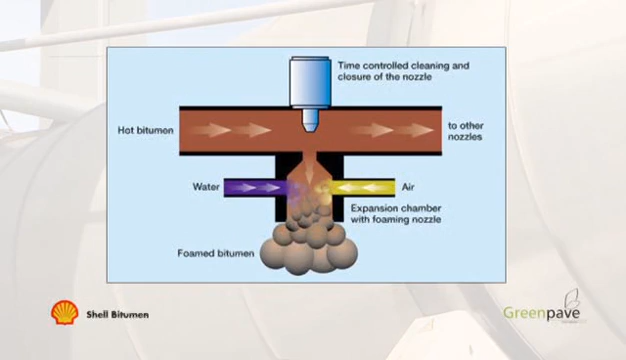 Time controlled cleaning and
closure of the nozzle
Hot bitumen
to other
nozzles
Water
Air
Expansion chamber
with foaming nozzle
Foamed bitumen
Shell Bitumen
Greenpave